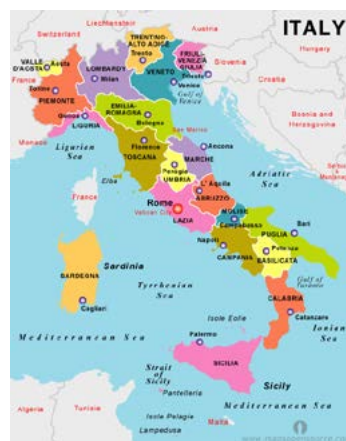 ITALY
Liechtenstein
Switzerland
Austria
Hungary
TRENTINO-
ALTO ADIGE
Trento
FRIULI-
VENEZIA
GIULIA
Slovenia
VALLE
D'AOSTA
Aosta
LOMBARDY
Milan
VENETO
Trieste
Venice
Croatia
France
Torino
PIEMONTE
Gulf of
Venice
EMILIA-
ROMAGNA
Bologna
Genoa
LIGURIA
Bosnia and
Herzegovina
San Marino
Monaco
Florence
TOSCANA
Ligurian
Sea
Ancona
MARCHE
Perugia
UMBRIA
Adriatic
Sea
Elba
France
L'Aquila
ABRUZZO
Rome
Vatican City
LAZIO
MOLISE
Campobasso
Bari
PUGLIA
Napoli
CAMPANIA
Potenza
BASILICATA
Sardinia
SARDEGNA
Cagliari
Tyrrhenian
Sea
Gulf of
Taranto
CALABRIA
Catanzaro
Isole Eolie
Ionian
Sea
Mediterranean Sea
Palermo
SICILIA
Strait
of
Sicily
Sicily
Pantelleria
Mediterranean Sea
Algeria
Tunisia
Isole Pelagie
Lampedusa
Malta